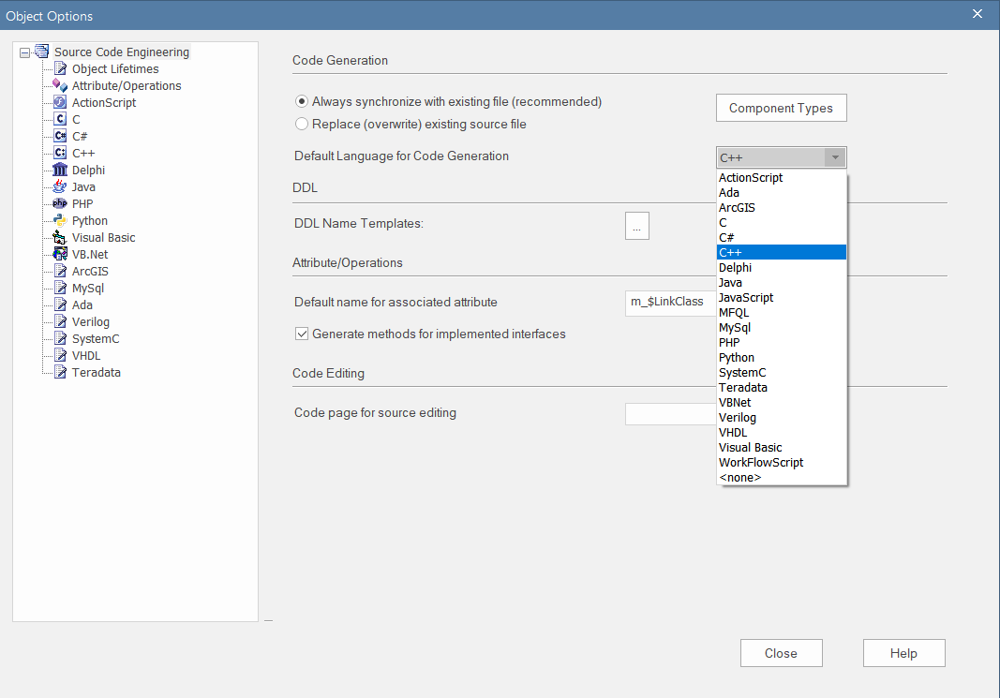 Object Options
Source Code Engineering
Object Lifetimes
Attribute/Operations
ActionScript
C
C#
C++
Delphi
Java
PHP
Python
Visual Basic
VB.Net
ArcGIS
MySql
Ada
Verilog
SystemC
VHDL
Teradata
Code Generation
Always synchronize with existing file (recommended)
Replace (overwrite) existing source file
Component Types
Default Language for Code Generation
C++
DDL
DDL Name Templates:
...
Attribute/Operations
Default name for associated attribute
m_$LinkClass
Generate methods for implemented interfaces
Code Editing
Code page for source editing
ActionScript
Ada
ArcGIS
C
C#
C++
Delphi
Java
JavaScript
MFQL
MySql
PHP
Python
SystemC
Teradata
VBNet
Verilog
VHDL
Visual Basic
WorkFlowScript
<none>
Close
Help